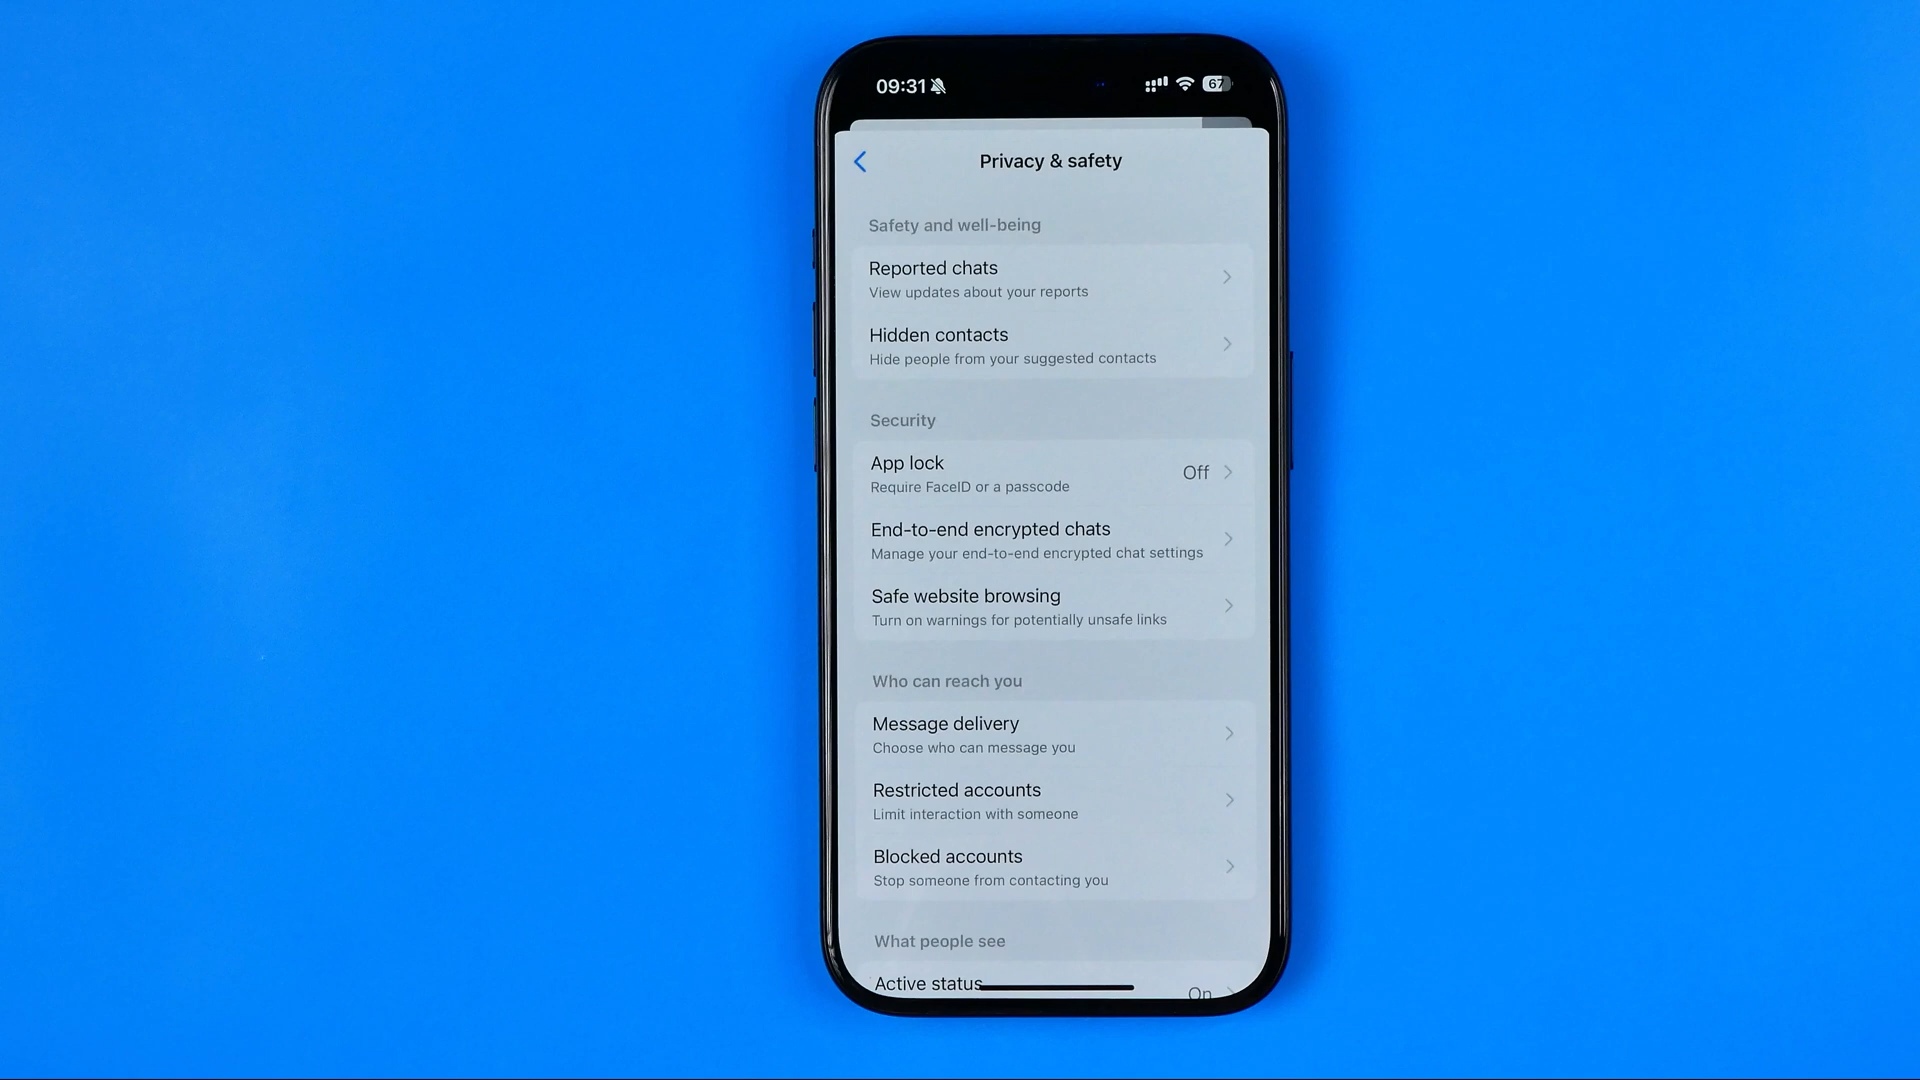 09:31
67
Privacy & safety
Safety and well-being
Reported chats
View updates about your reports
Hidden contacts
Hide people from your suggested contacts
Security
App lock
Off
Require FaceID or a passcode
End-to-end encrypted chats
Manage your end-to-end encrypted chat settings
Safe website browsing
Turn on warnings for potentially unsafe links
Who can reach you
Message delivery
Choose who can message you
Restricted accounts
Limit interaction with someone
Blocked accounts
Stop someone from contacting you
What people see
Active status
On